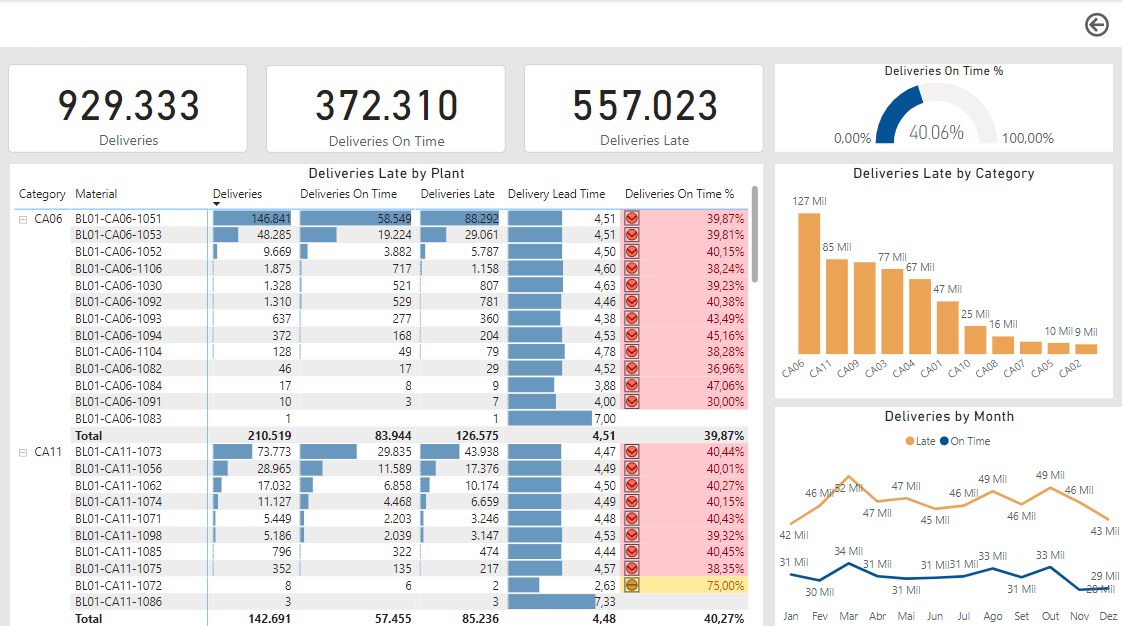 929.333
Deliveries
372.310
Deliveries On Time
557.023
Deliveries Late
Deliveries On Time %
0,00%
40,06%
100,00%
Deliveries Late by Plant
Category Material Deliveries Deliveries On Time Deliveries Late Delivery Lead Time Deliveries On Time %
CA06 BL01-CA06-1051 146.841 58.549 88.292 4,51 39,87%
BL01-CA06-1053 48.285 19.224 29.061 4,51 39,81%
BL01-CA06-1052 9.669 3.882 5.787 4,50 40,15%
BL01-CA06-1106 1.875 717 1.158 4,60 38,24%
BL01-CA06-1030 1.328 521 807 4,63 39,23%
BL01-CA06-1092 1.310 529 781 4,46 40,38%
BL01-CA06-1093 637 277 360 4,38 43,49%
BL01-CA06-1094 372 168 204 4,53 45,16%
BL01-CA06-1104 128 49 79 4,78 38,28%
BL01-CA06-1082 46 17 29 4,52 36,96%
BL01-CA06-1084 17 8 9 3,88 47,06%
BL01-CA06-1091 10 3 7 4,00 30,00%
BL01-CA06-1083 1 1 7,00
Total 210.519 83.944 126.575 4,51 39,87%
CA11 BL01-CA11-1073 73.773 29.835 43.938 4,47 40,44%
BL01-CA11-1056 28.965 11.589 17.376 4,49 40,01%
BL01-CA11-1062 17.032 6.858 10.174 4,50 40,27%
BL01-CA11-1074 11.127 4.468 6.659 4,49 40,15%
BL01-CA11-1071 5.449 2.203 3.246 4,48 40,43%
BL01-CA11-1098 5.186 2.039 3.147 4,53 39,32%
BL01-CA11-1085 796 322 474 4,44 40,45%
BL01-CA11-1075 352 135 217 4,57 38,35%
BL01-CA11-1072 8 6 2 2,63 75,00%
BL01-CA11-1086 3 3 7,33
Total 142.691 57.455 85.236 4,48 40,27%
Deliveries Late by Category
127 Mil
85 Mil
77 Mil
67 Mil
47 Mil
25 Mil
16 Mil
10 Mil
9 Mil
CA06 CA11 CA09 CA03 CA04 CA01 CA10 CA08 CA07 CA05 CA02
Deliveries by Month
Late On Time
42 Mil
46 Mil
52 Mil
47 Mil
47 Mil
45 Mil
46 Mil
49 Mil
46 Mil
49 Mil
46 Mil
43 Mil
31 Mil
30 Mil
34 Mil
31 Mil
31 Mil
31 Mil
31 Mil
33 Mil
31 Mil
33 Mil
28 Mil
29 Mil
Jan Fev Mar Abr Mai Jun Jul Ago Set Out Nov Dez